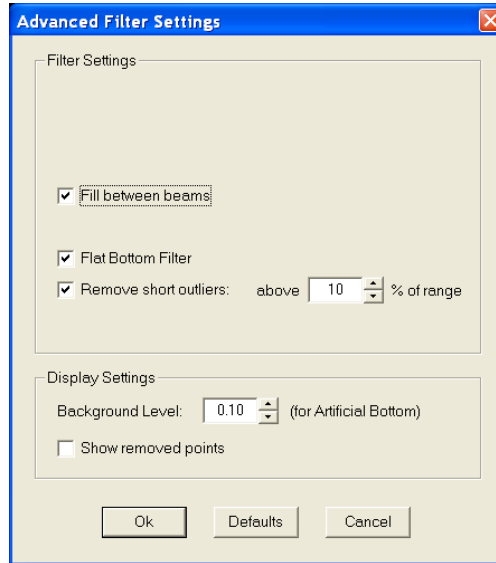 Advanced Filter Settings
Filter Settings
Fill between beams
Flat Bottom Filter
Remove short outliers: above 10 % of range
Display Settings
Background Level: 0.10 (for Artificial Bottom)
Show removed points
Ok Defaults Cancel